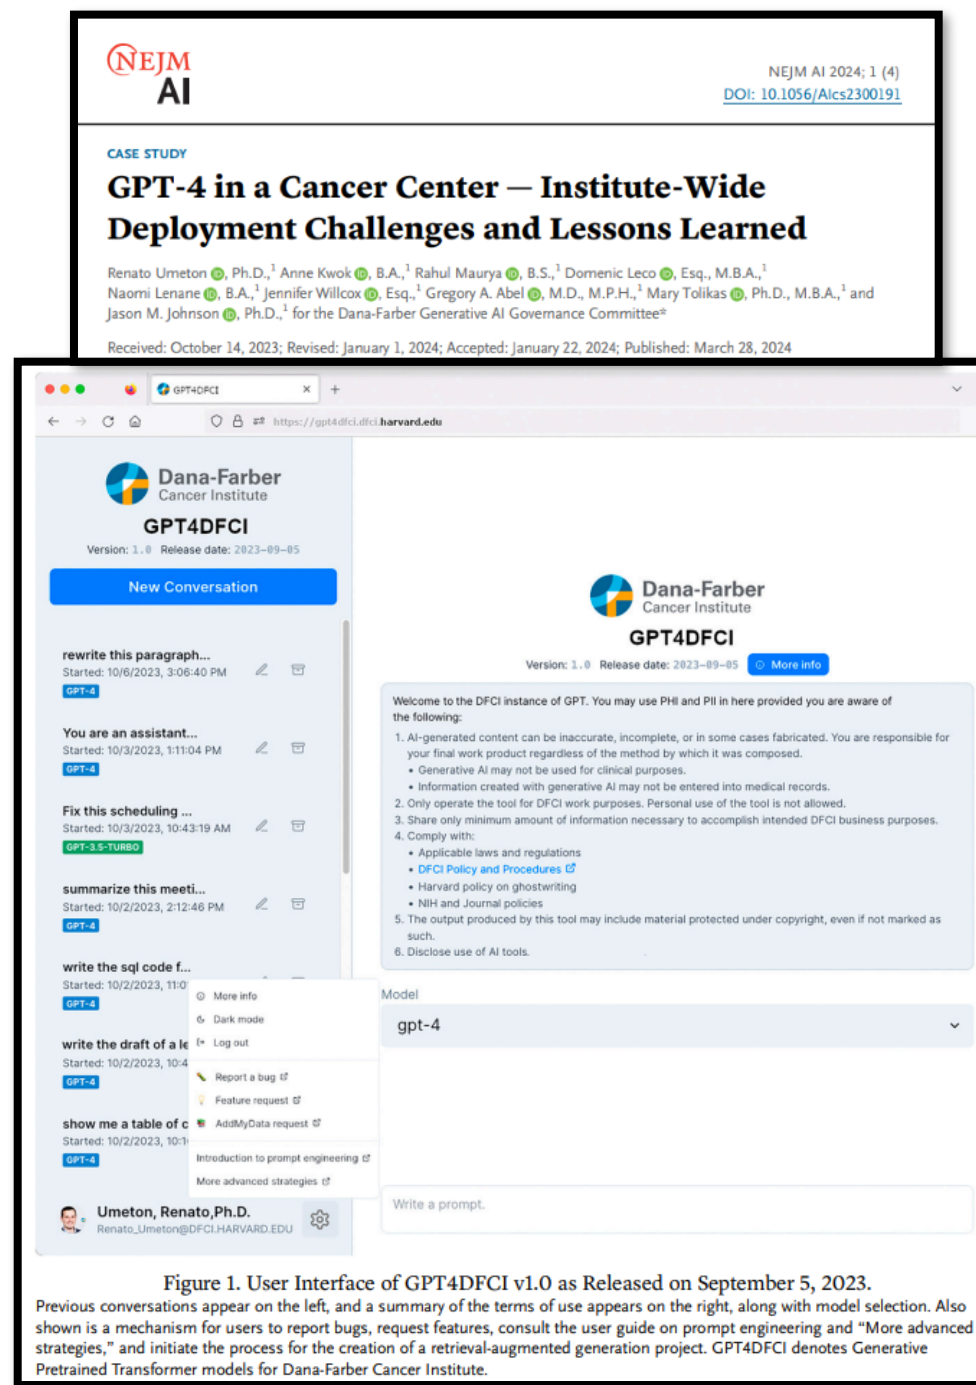 NEJM
AI
NEJM AI 2024; 1 (4)
DOI: 10.1056/AIcs2300191
CASE STUDY
GPT-4 in a Cancer Center — Institute-Wide
Deployment Challenges and Lessons Learned
Renato Umeton iD, Ph.D.,1 Anne Kwok iD, B.A.,1 Rahul Maurya iD, B.S.,1 Domenic Leco iD, Esq., M.B.A.,1
Naomi Lenane iD, B.A.,1 Jennifer Willcox iD, Esq.,1 Gregory A. Abel iD, M.D., M.P.H.,1 Mary Tolikas iD, Ph.D., M.B.A.,1 and
Jason M. Johnson iD, Ph.D.,1 for the Dana-Farber Generative AI Governance Committee*
Received: October 14, 2023; Revised: January 1, 2024; Accepted: January 22, 2024; Published: March 28, 2024
GPT4DFCI
https://gpt4dfci.dfci.harvard.edu
Dana-Farber
Cancer Institute
GPT4DFCI
Version: 1.0 Release date: 2023-09-05
New Conversation
rewrite this paragraph...
Started: 10/6/2023, 3:06:40 PM
GPT-4
You are an assistant...
Started: 10/3/2023, 1:11:04 PM
GPT-4
Fix this scheduling ...
Started: 10/3/2023, 10:43:19 AM
GPT-3.5-TURBO
summarize this meeti...
Started: 10/2/2023, 2:12:46 PM
GPT-4
write the sql code f...
Started: 10/2/2023, 11:0
GPT-4
write the draft of a le
Started: 10/2/2023, 10:4
GPT-4
show me a table of c
Started: 10/2/2023, 10:1
GPT-4
More info
Dark mode
Log out
Report a bug
Feature request
AddMyData request
Introduction to prompt engineering
More advanced strategies
Umeton, Renato,Ph.D.
Renato_Umeton@DFCI.HARVARD.EDU
Dana-Farber
Cancer Institute
GPT4DFCI
Version: 1.0 Release date: 2023-09-05 More info
Welcome to the DFCI instance of GPT. You may use PHI and PII in here provided you are aware of
the following:
1. AI-generated content can be inaccurate, incomplete, or in some cases fabricated. You are responsible for
your final work product regardless of the method by which it was composed.
• Generative AI may not be used for clinical purposes.
• Information created with generative AI may not be entered into medical records.
2. Only operate the tool for DFCI work purposes. Personal use of the tool is not allowed.
3. Share only minimum amount of information necessary to accomplish intended DFCI business purposes.
4. Comply with:
• Applicable laws and regulations
• DFCI Policy and Procedures
• Harvard policy on ghostwriting
• NIH and Journal policies
5. The output produced by this tool may include material protected under copyright, even if not marked as
such.
6. Disclose use of AI tools.
Model
gpt-4
Write a prompt.
Figure 1. User Interface of GPT4DFCI v1.0 as Released on September 5, 2023.
Previous conversations appear on the left, and a summary of the terms of use appears on the right, along with model selection. Also
shown is a mechanism for users to report bugs, request features, consult the user guide on prompt engineering and “More advanced
strategies,” and initiate the process for the creation of a retrieval-augmented generation project. GPT4DFCI denotes Generative
Pretrained Transformer models for Dana-Farber Cancer Institute.